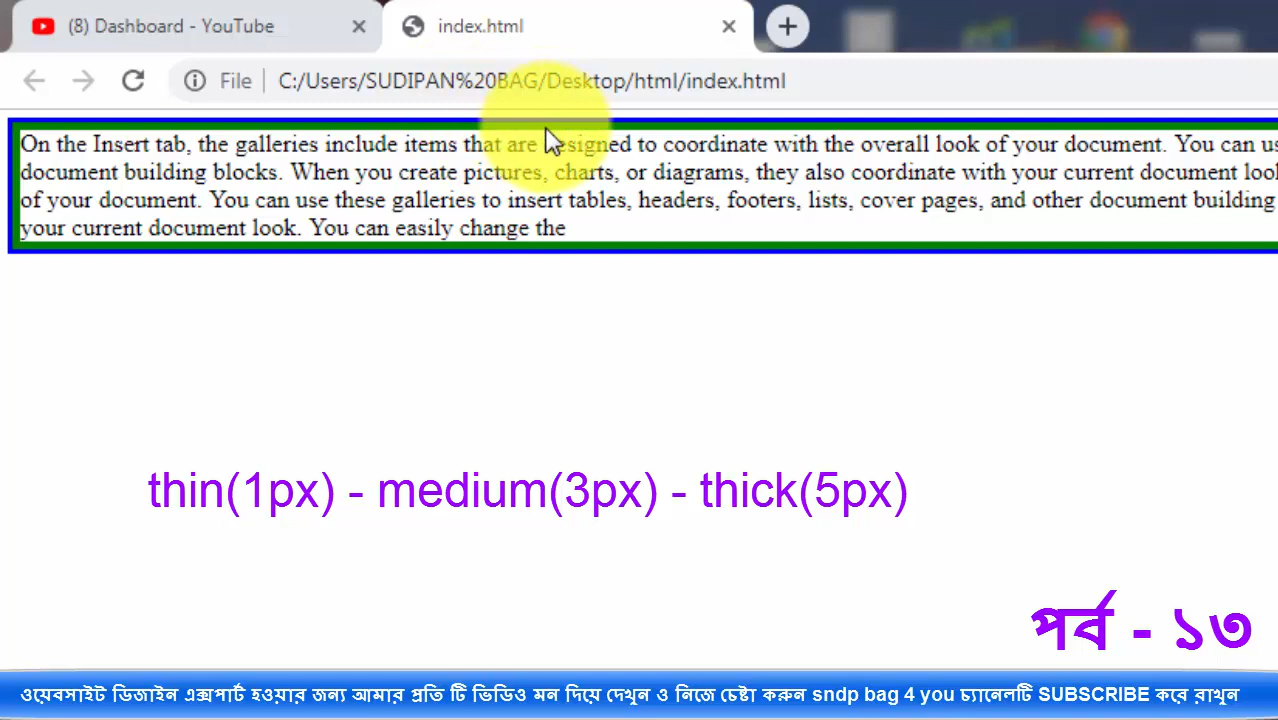 (8) Dashboard - YouTube
index.html
File
C:/Users/SUDIPAN%20BAG/Desktop/html/index.html
On the Insert tab, the galleries include items that are designed to coordinate with the overall look of your document. You can us
document building blocks. When you create pictures, charts, or diagrams, they also coordinate with your current document look
of your document. You can use these galleries to insert tables, headers, footers, lists, cover pages, and other document building
your current document look. You can easily change the
thin(1px) - medium(3px) - thick(5px)
পর্ব - ১৩
ওয়েবসাইট ডিজাইন এক্সপার্ট হওয়ার জন্য আমার প্রতি টি ভিডিও মন দিয়ে দেখুন ও নিজে চেষ্টা করুন sndp bag 4 you চ্যানেলটি SUBSCRIBE করে রাখুন